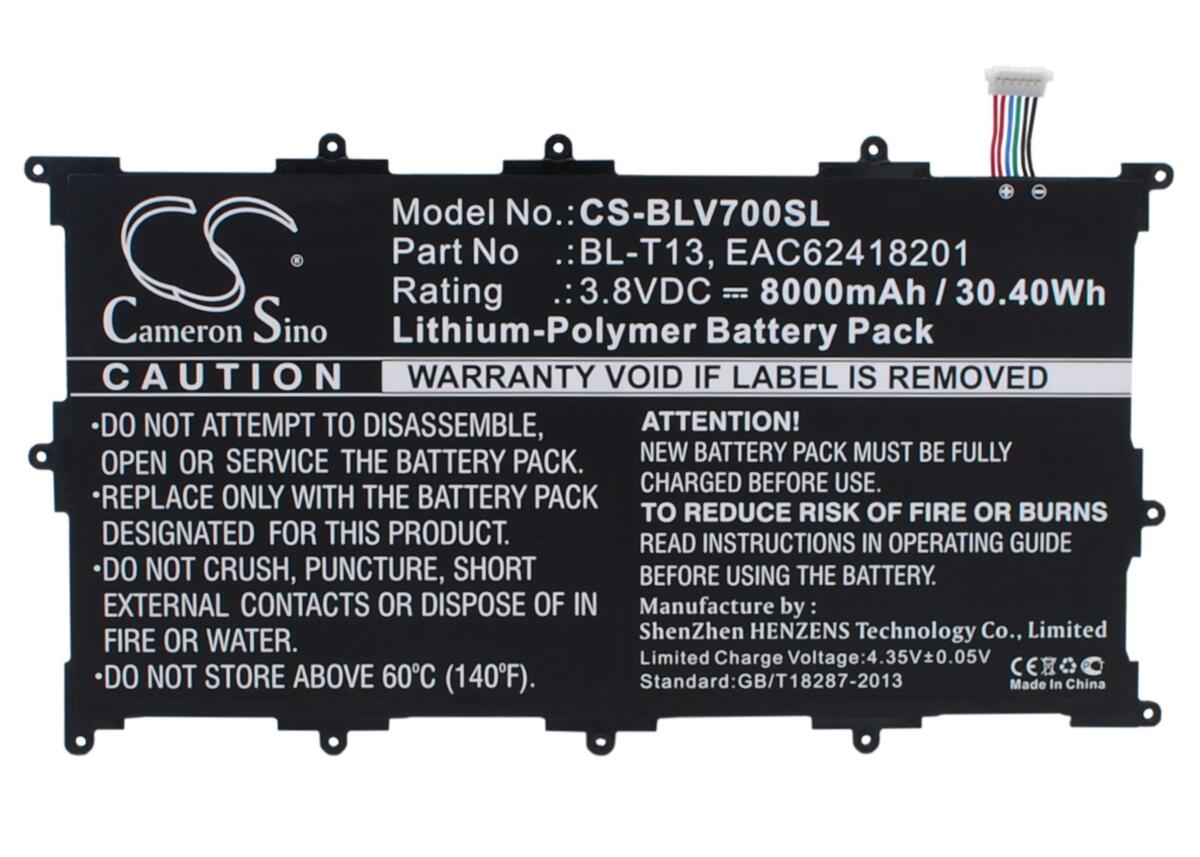 CS®
Cameron Sino
Model No.:CS-BLV700SL
Part No .:BL-T13, EAC62418201
Rating .:3.8VDC ⎓ 8000mAh / 30.40Wh
Lithium-Polymer Battery Pack
CAUTION
WARRANTY VOID IF LABEL IS REMOVED
•DO NOT ATTEMPT TO DISASSEMBLE,
OPEN OR SERVICE THE BATTERY PACK.
•REPLACE ONLY WITH THE BATTERY PACK
DESIGNATED FOR THIS PRODUCT.
•DO NOT CRUSH, PUNCTURE, SHORT
EXTERNAL CONTACTS OR DISPOSE OF IN
FIRE OR WATER.
•DO NOT STORE ABOVE 60ºC (140ºF).
ATTENTION!
NEW BATTERY PACK MUST BE FULLY
CHARGED BEFORE USE.
TO REDUCE RISK OF FIRE OR BURNS
READ INSTRUCTIONS IN OPERATING GUIDE
BEFORE USING THE BATTERY.
Manufacture by :
ShenZhen HENZENS Technology Co., Limited
Limited Charge Voltage:4.35V±0.05V
Standard:GB/T18287-2013
CE
Made In China